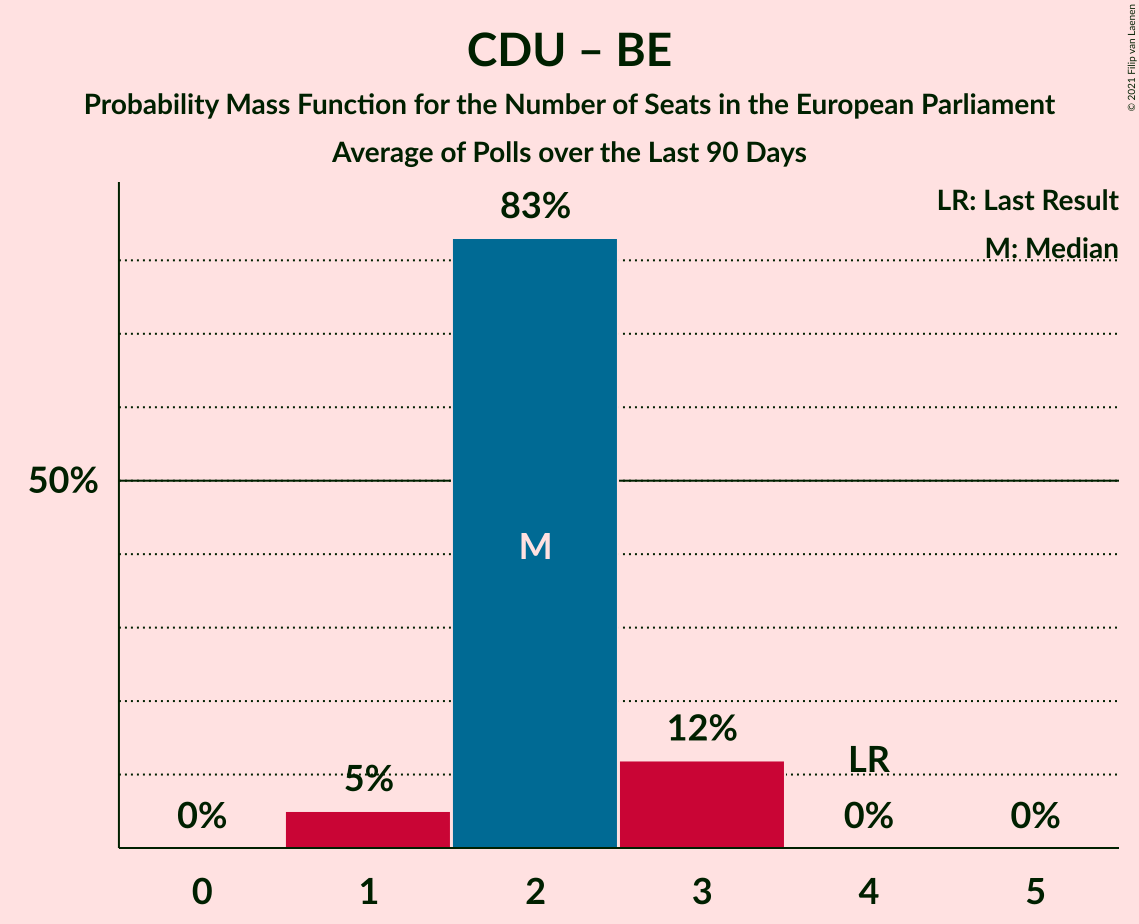 CDU – BE
Probability Mass Function for the Number of Seats in the European Parliament
Average of Polls over the Last 90 Days
© 2021 Filip van Laenen
LR: Last Result
M: Median
83%
50%
M
12%
LR
5%
0%
0%
0%
0 1 2 3 4 5